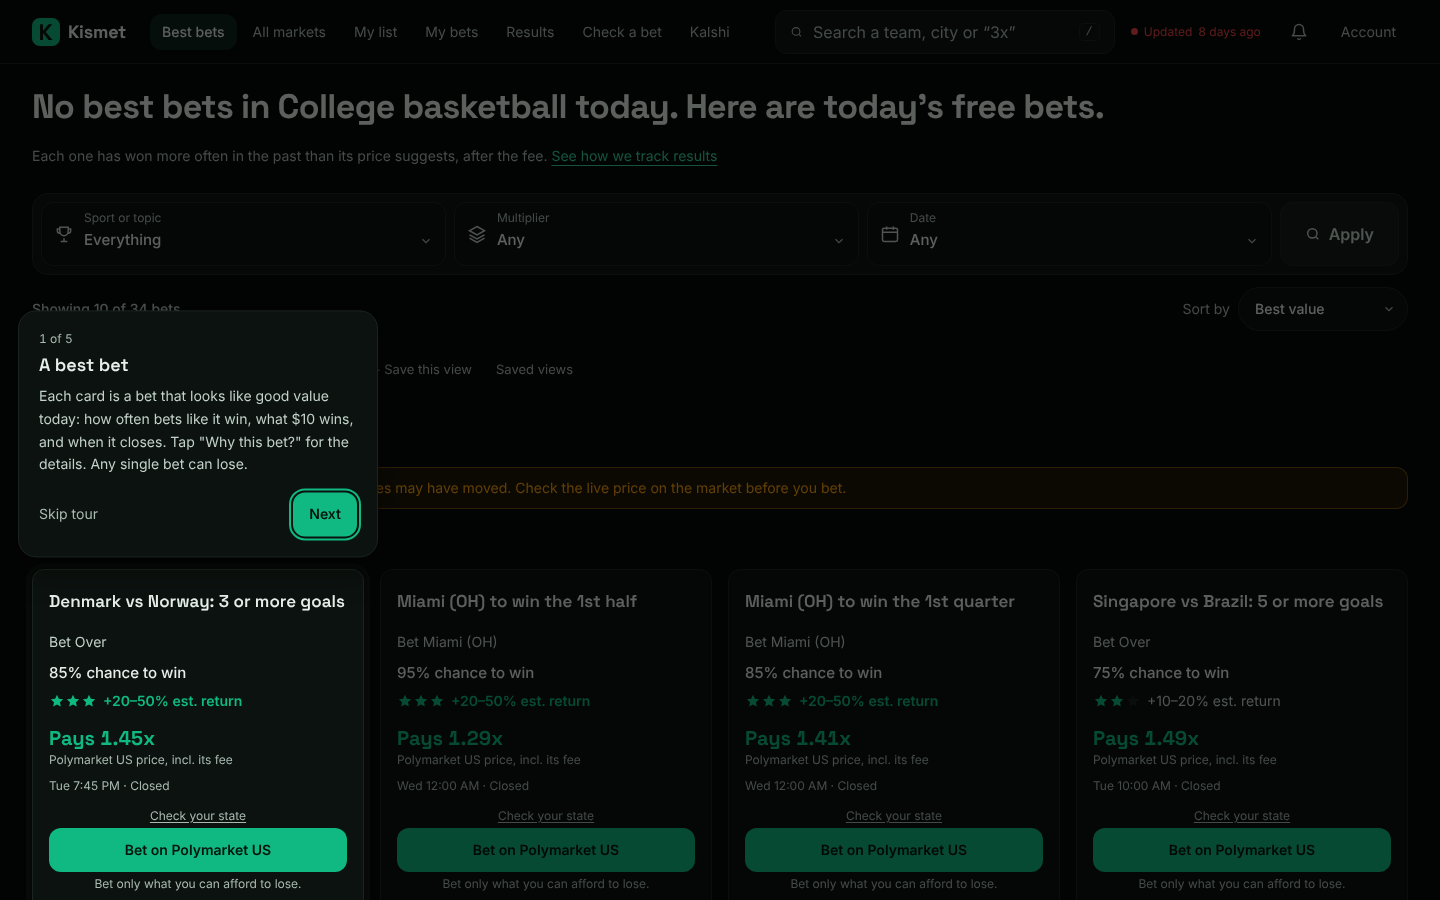 K Kismet
Best bets
All markets
My list
My bets
Results
Check a bet
Kalshi
Search a team, city or “3x”
/
Updated 8 days ago
Account
No best bets in College basketball today. Here are today’s free bets.
Each one has won more often in the past than its price suggests, after the fee. See how we track results
Sport or topic
Everything
Multiplier
Any
Date
Any
Apply
Showing 10 of 34 bets
Sort by
Best value
Save this view
Saved views
1 of 5
A best bet
Each card is a bet that looks like good value
today: how often bets like it win, what $10 wins,
and when it closes. Tap "Why this bet?" for the
details. Any single bet can lose.
Skip tour
Next
may have moved. Check the live price on the market before you bet.
Denmark vs Norway: 3 or more goals
Bet Over
85% chance to win
+20–50% est. return
Pays 1.45x
Polymarket US price, incl. its fee
Tue 7:45 PM · Closed
Check your state
Bet on Polymarket US
Bet only what you can afford to lose.
Miami (OH) to win the 1st half
Bet Miami (OH)
95% chance to win
+20–50% est. return
Pays 1.29x
Polymarket US price, incl. its fee
Wed 12:00 AM · Closed
Check your state
Bet on Polymarket US
Bet only what you can afford to lose.
Miami (OH) to win the 1st quarter
Bet Miami (OH)
85% chance to win
+20–50% est. return
Pays 1.41x
Polymarket US price, incl. its fee
Wed 12:00 AM · Closed
Check your state
Bet on Polymarket US
Bet only what you can afford to lose.
Singapore vs Brazil: 5 or more goals
Bet Over
75% chance to win
+10–20% est. return
Pays 1.49x
Polymarket US price, incl. its fee
Tue 10:00 AM · Closed
Check your state
Bet on Polymarket US
Bet only what you can afford to lose.